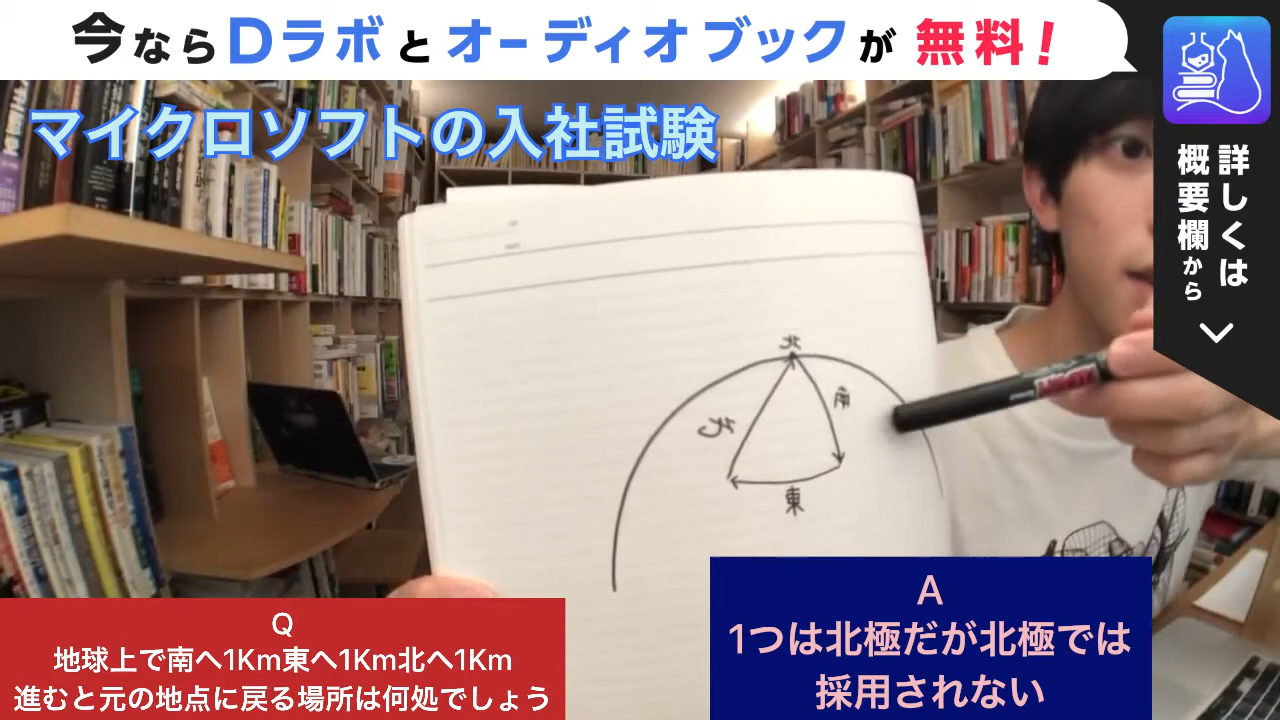 今ならDラボとオーディオブックが無料!
マイクロソフトの入社試験
詳しくは
概要欄から
北
南
北
東
Q
地球上で南へ1Km東へ1Km北へ1Km
進むと元の地点に戻る場所は何処でしょう
A
1つは北極だが北極では
採用されない